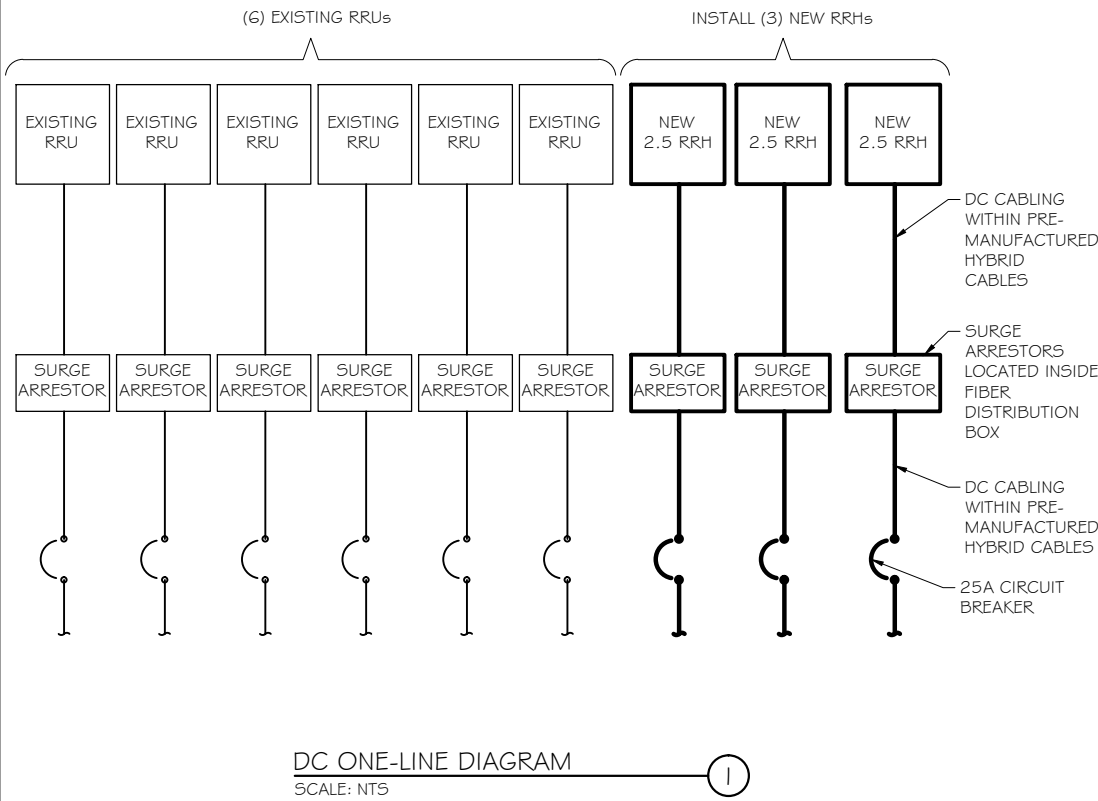 (6) EXISTING RRUs
INSTALL (3) NEW RRHs
EXISTING
RRU
EXISTING
RRU
EXISTING
RRU
EXISTING
RRU
EXISTING
RRU
EXISTING
RRU
NEW
2.5 RRH
NEW
2.5 RRH
NEW
2.5 RRH
DC CABLING
WITHIN PRE-
MANUFACTURED
HYBRID
CABLES
SURGE
ARRESTOR
SURGE
ARRESTOR
SURGE
ARRESTOR
SURGE
ARRESTOR
SURGE
ARRESTOR
SURGE
ARRESTOR
SURGE
ARRESTOR
SURGE
ARRESTOR
SURGE
ARRESTOR
SURGE
ARRESTORS
LOCATED INSIDE
FIBER
DISTRIBUTION
BOX
DC CABLING
WITHIN PRE-
MANUFACTURED
HYBRID CABLES
25A CIRCUIT
BREAKER
DC ONE-LINE DIAGRAM
SCALE: NTS
1